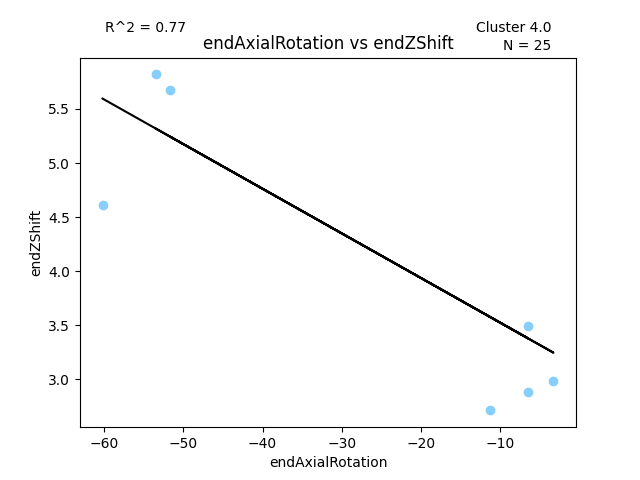 R^2 = 0.77
Cluster 4.0
endAxialRotation vs endZShift
N = 25
5.5
5.0
4.5
4.0
3.5
3.0
endZShift
−60
−50
−40
−30
−20
−10
endAxialRotation